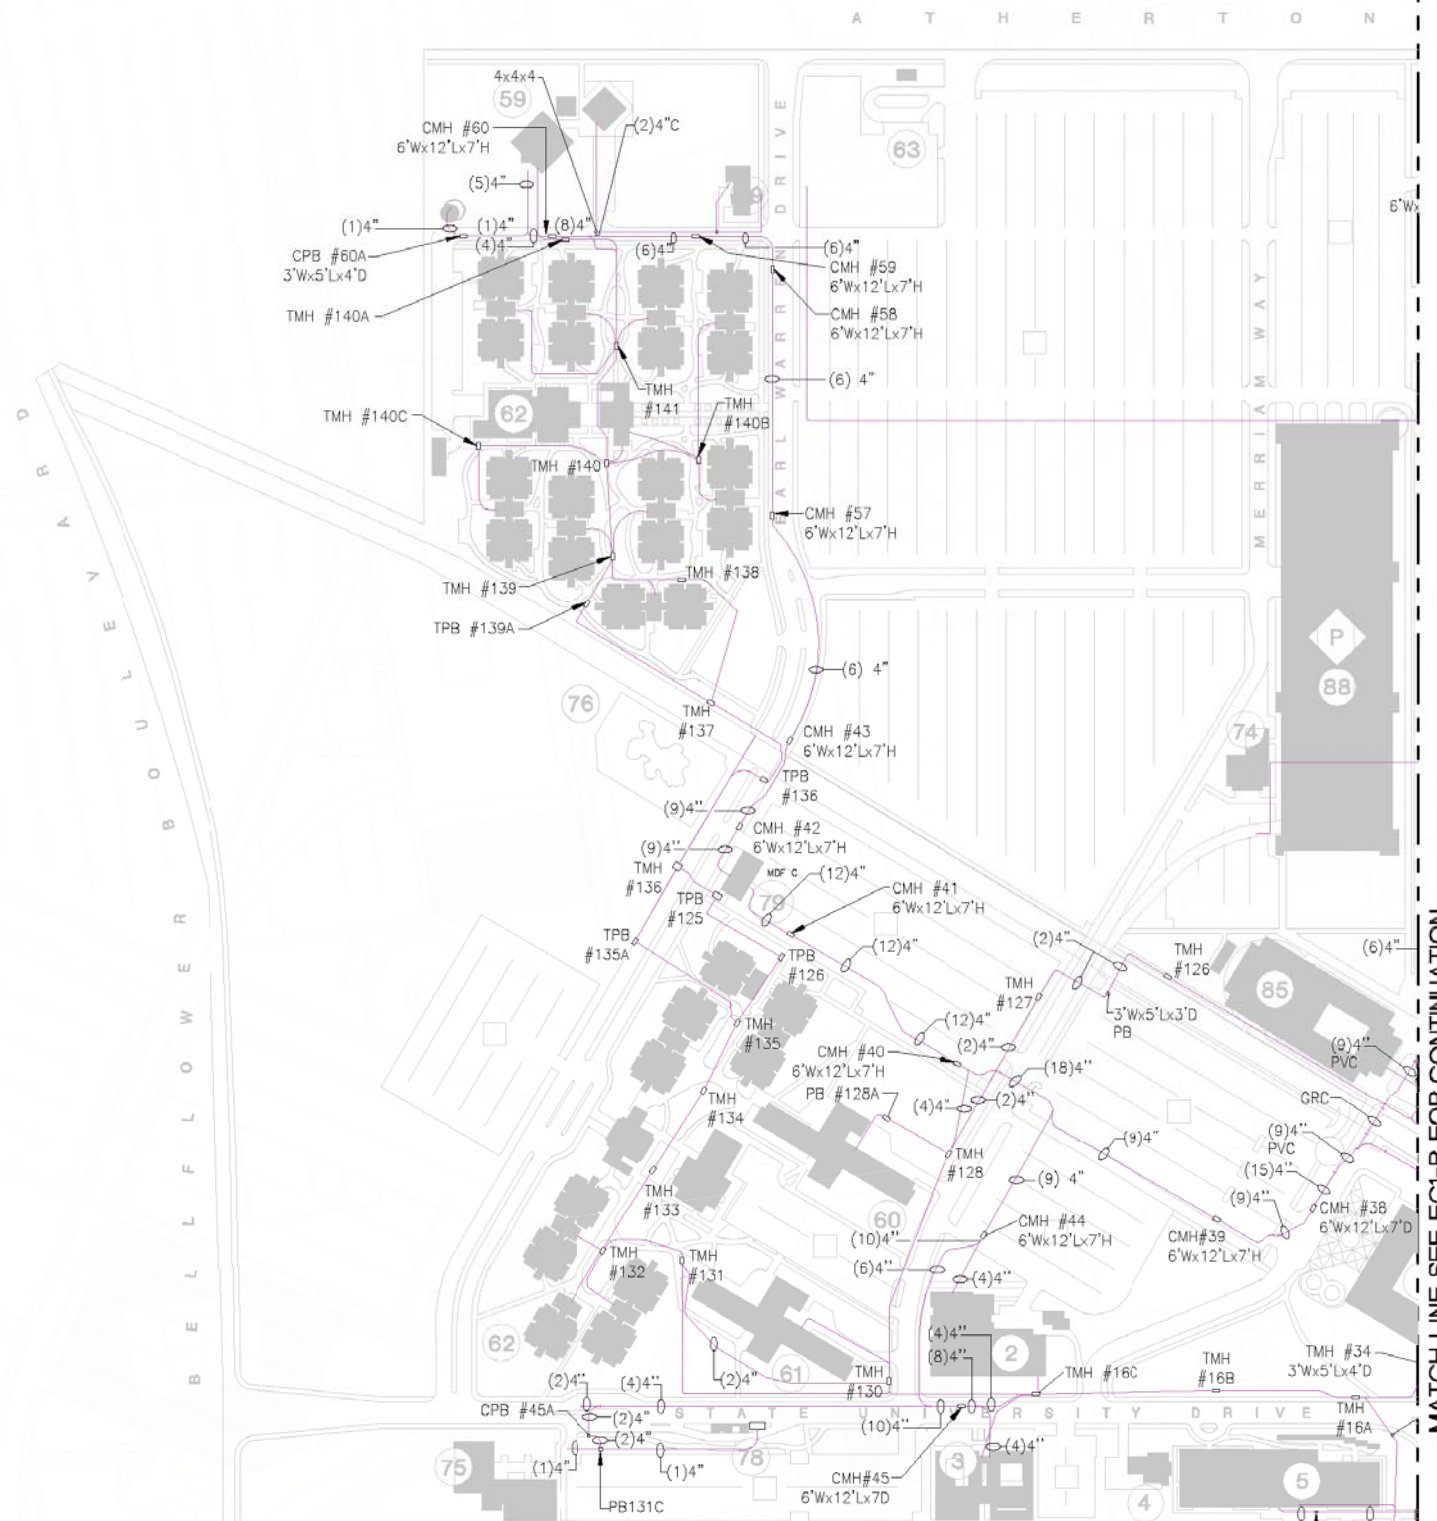 ATHERTON
4x4x4
59
(2)4"C
CMH #60
6'Wx12'Lx7'H
63
(5)4"
(1)4"
(1)4"
(8)4"
(4)4"
(6)4"
(6)4"
CPB #60A
3'Wx5'Lx4'D
CMH #59
6'Wx12'Lx7'H
TMH #140A
CMH #58
6'Wx12'Lx7'H
EARL WARREN DRIVE
MERRIAM WAY
(6) 4"
TMH
#141
TMH #140C
62
TMH
#140B
TMH #140
CMH #57
6'Wx12'Lx7'H
TMH #138
TMH #139
TPB #139A
P
88
(6) 4"
76
TMH
#137
CMH #43
6'Wx12'Lx7'H
74
TPB
#136
(9)4"
CMH #42
6'Wx12'Lx7'H
(9)4"
TMH
#136
MDF C
(12)4"
CMH #41
6'Wx12'Lx7'H
TPB
#125
79
TPB
#135A
(12)4"
(2)4"
TMH
#126
(6)4"
TPB
#126
TMH
#127
85
3'Wx5'Lx3'D
PB
TMH
#135
(12)4"
(2)4"
CMH #40
6'Wx12'Lx7'H
(18)4"
(9)4"
PVC
PB #128A
(4)4"
(2)4"
GRC
TMH
#134
(9)4"
(9)4"
PVC
TMH
#128
(9) 4"
(15)4"
TMH
#133
(9)4"
CMH #38
6'Wx12'Lx7'D
60
CMH #44
6'Wx12'Lx7'H
CMH#39
6'Wx12'Lx7'H
(10)4"
TMH
#132
TMH
#131
(6)4"
(4)4"
62
(4)4"
2
(8)4"
TMH #34
3'Wx5'Lx4'D
61
TMH
#130
TMH #16C
TMH
#16B
(2)4"
(2)4"
(4)4"
CPB #45A
(2)4"
STATE UNIVERSITY DRIVE
(10)4"
TMH
#16A
(2)4"
(4)4"
75
(1)4"
(1)4"
78
3
CMH#45
6'Wx12'Lx7D
5
PB131C
4
BELLFLOWER BOULEVARD
MATCH LINE SEE EC1-B FOR CONTINUATION